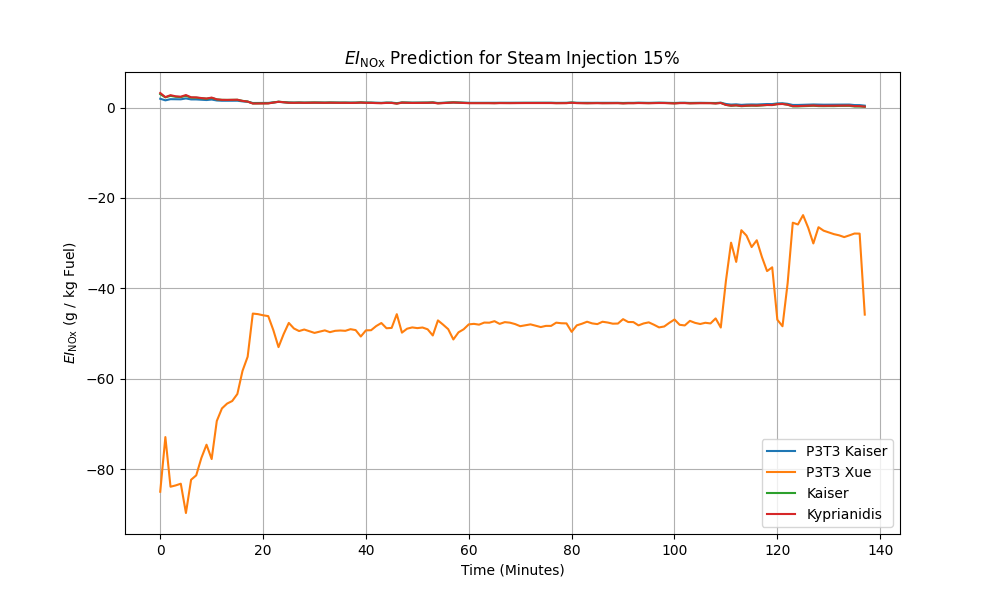 EI_NOx Prediction for Steam Injection 15%
EI_NOx (g / kg Fuel)
0
−20
−40
−60
−80
0 20 40 60 80 100 120 140
Time (Minutes)
P3T3 Kaiser
P3T3 Xue
Kaiser
Kyprianidis